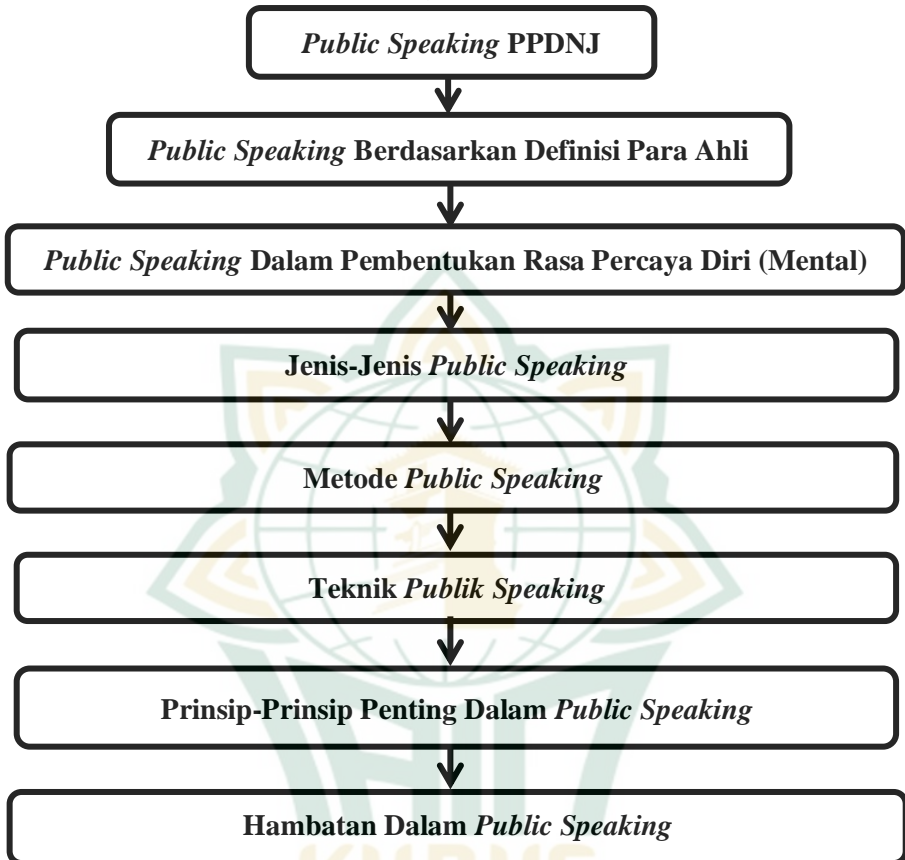 Public Speaking PPDNJ
Public Speaking Berdasarkan Definisi Para Ahli
Public Speaking Dalam Pembentukan Rasa Percaya Diri (Mental)
Jenis-Jenis Public Speaking
Metode Public Speaking
Teknik Publik Speaking
Prinsip-Prinsip Penting Dalam Public Speaking
Hambatan Dalam Public Speaking